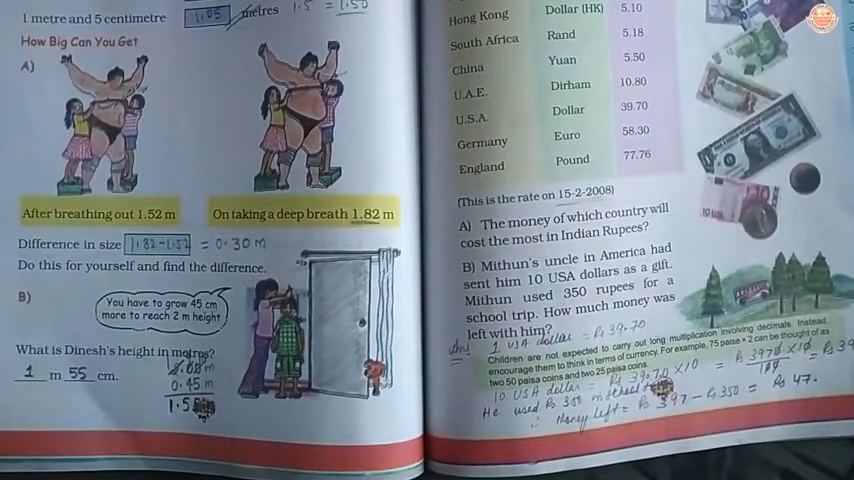 1 metre and 5 centimetre 1.05 metres 1.5 = 1.50
How Big Can You Get
A)
After breathing out 1.52 m
On taking a deep breath 1.82 m
Difference in size 1.82-1.52 = 0.30 m
Do this for yourself and find the difference.
B)
You have to grow 45 cm
more to reach 2 m height
What is Dinesh's height in metres?
1 m 55 cm.
0.45 m
1.5
Hong Kong Dollar (HK) 5.10
South Africa Rand 5.18
China Yuan 5.50
U.A.E. Dirham 10.80
U.S.A. Dollar 39.70
Germany Euro 58.30
England Pound 77.76
(This is the rate on 15-2-2008)
A) The money of which country will
cost the most in Indian Rupees?
B) Mithun's uncle in America had
sent him 10 USA dollars as a gift.
Mithun used 350 rupees for a
school trip. How much money was
left with him?
Ans 1 USA dollar = Rs 39.70
Children are not expected to carry out long multiplication involving decimals. Instead,
encourage them to think in terms of currency. For example, 75 paise × 2 can be thought of as
two 50 paisa coins and two 25 paisa coins.
10 USA dollar = Rs 39.70 × 10 = Rs 3970 × 10 = Rs 39
100
He used Rs 350 in school
∴ Money left = Rs 397 - Rs 350 = Rs 47.